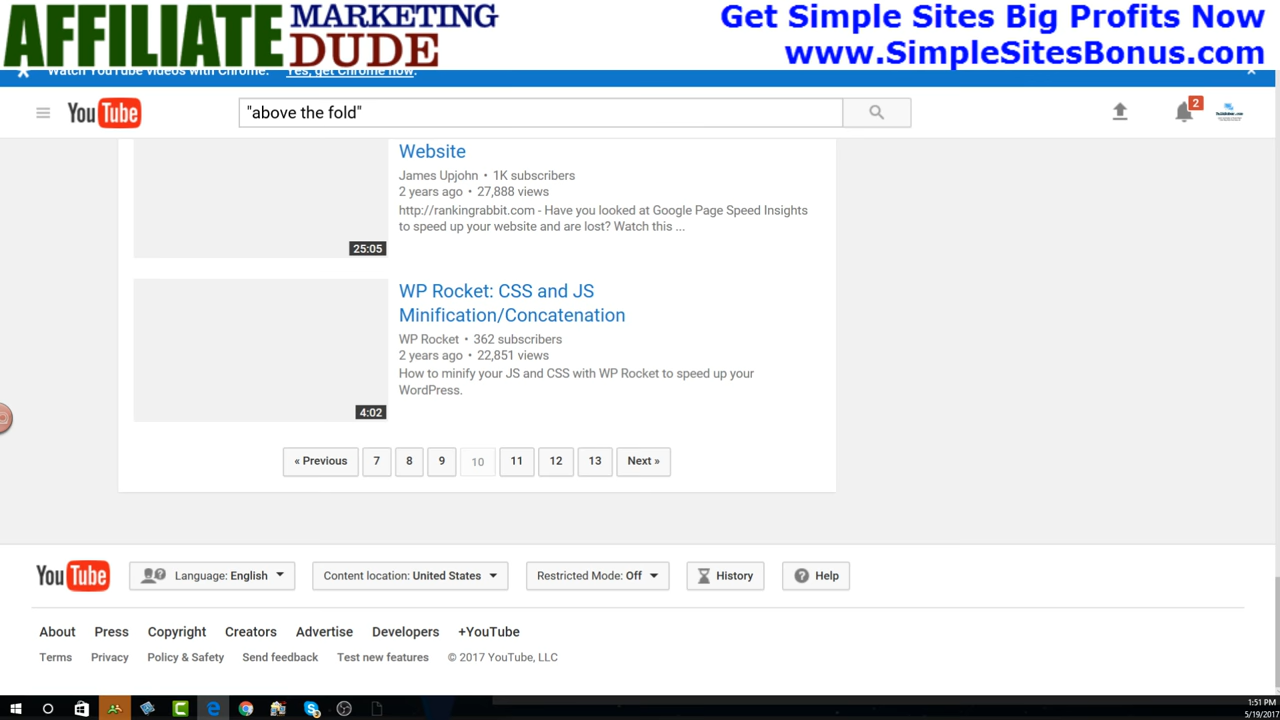 AFFILIATE MARKETING DUDE
Get Simple Sites Big Profits Now
www.SimpleSitesBonus.com
Watch YouTube videos with Chrome. Yes, get Chrome now.
YouTube
"above the fold"
2
Website
James Upjohn • 1K subscribers
2 years ago • 27,888 views
http://rankingrabbit.com - Have you looked at Google Page Speed Insights
to speed up your website and are lost? Watch this ...
25:05
WP Rocket: CSS and JS
Minification/Concatenation
WP Rocket • 362 subscribers
2 years ago • 22,851 views
How to minify your JS and CSS with WP Rocket to speed up your
WordPress.
4:02
« Previous 7 8 9 10 11 12 13 Next »
YouTube Language: English Content location: United States Restricted Mode: Off History Help
About Press Copyright Creators Advertise Developers +YouTube
Terms Privacy Policy & Safety Send feedback Test new features © 2017 YouTube, LLC
1:51 PM
5/19/2017